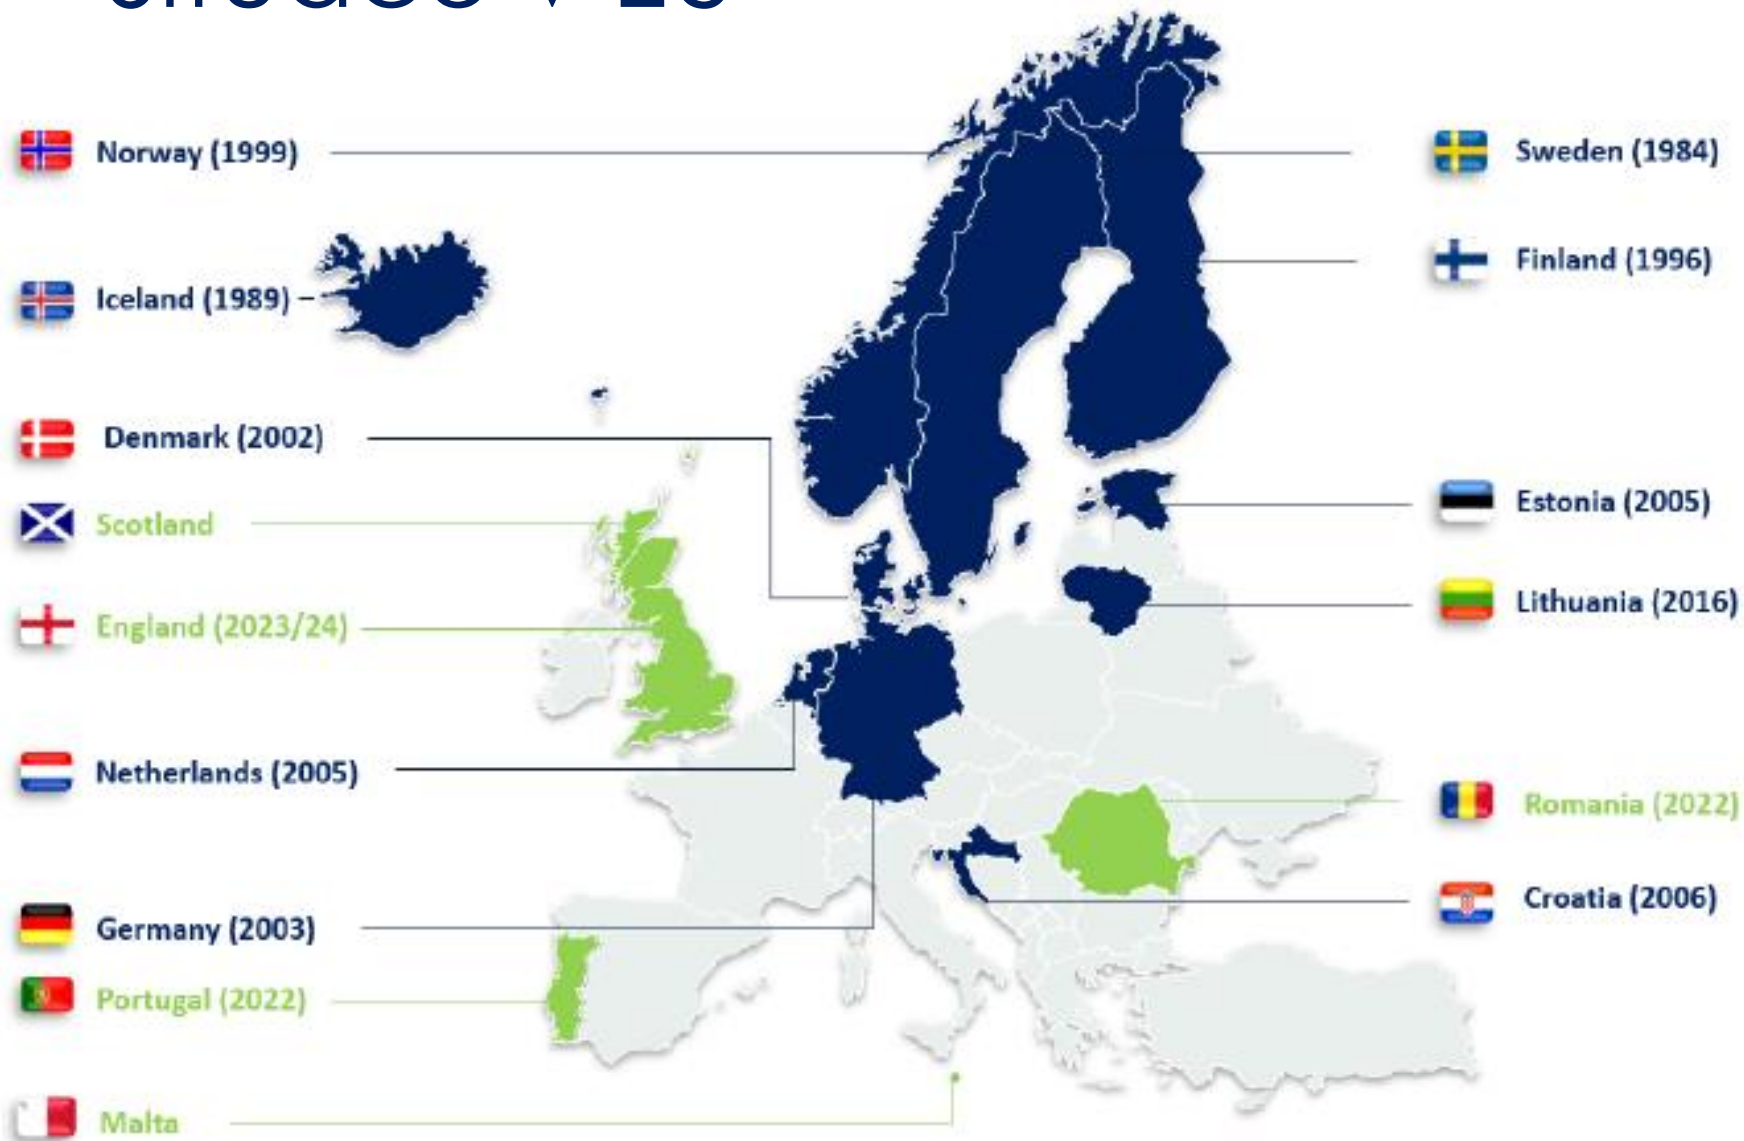 Norway (1999)
Sweden (1984)
Finland (1996)
Iceland (1989)
Denmark (2002)
Scotland
Estonia (2005)
Lithuania (2016)
England (2023/24)
Netherlands (2005)
Romania (2022)
Croatia (2006)
Germany (2003)
Portugal (2022)
Malta